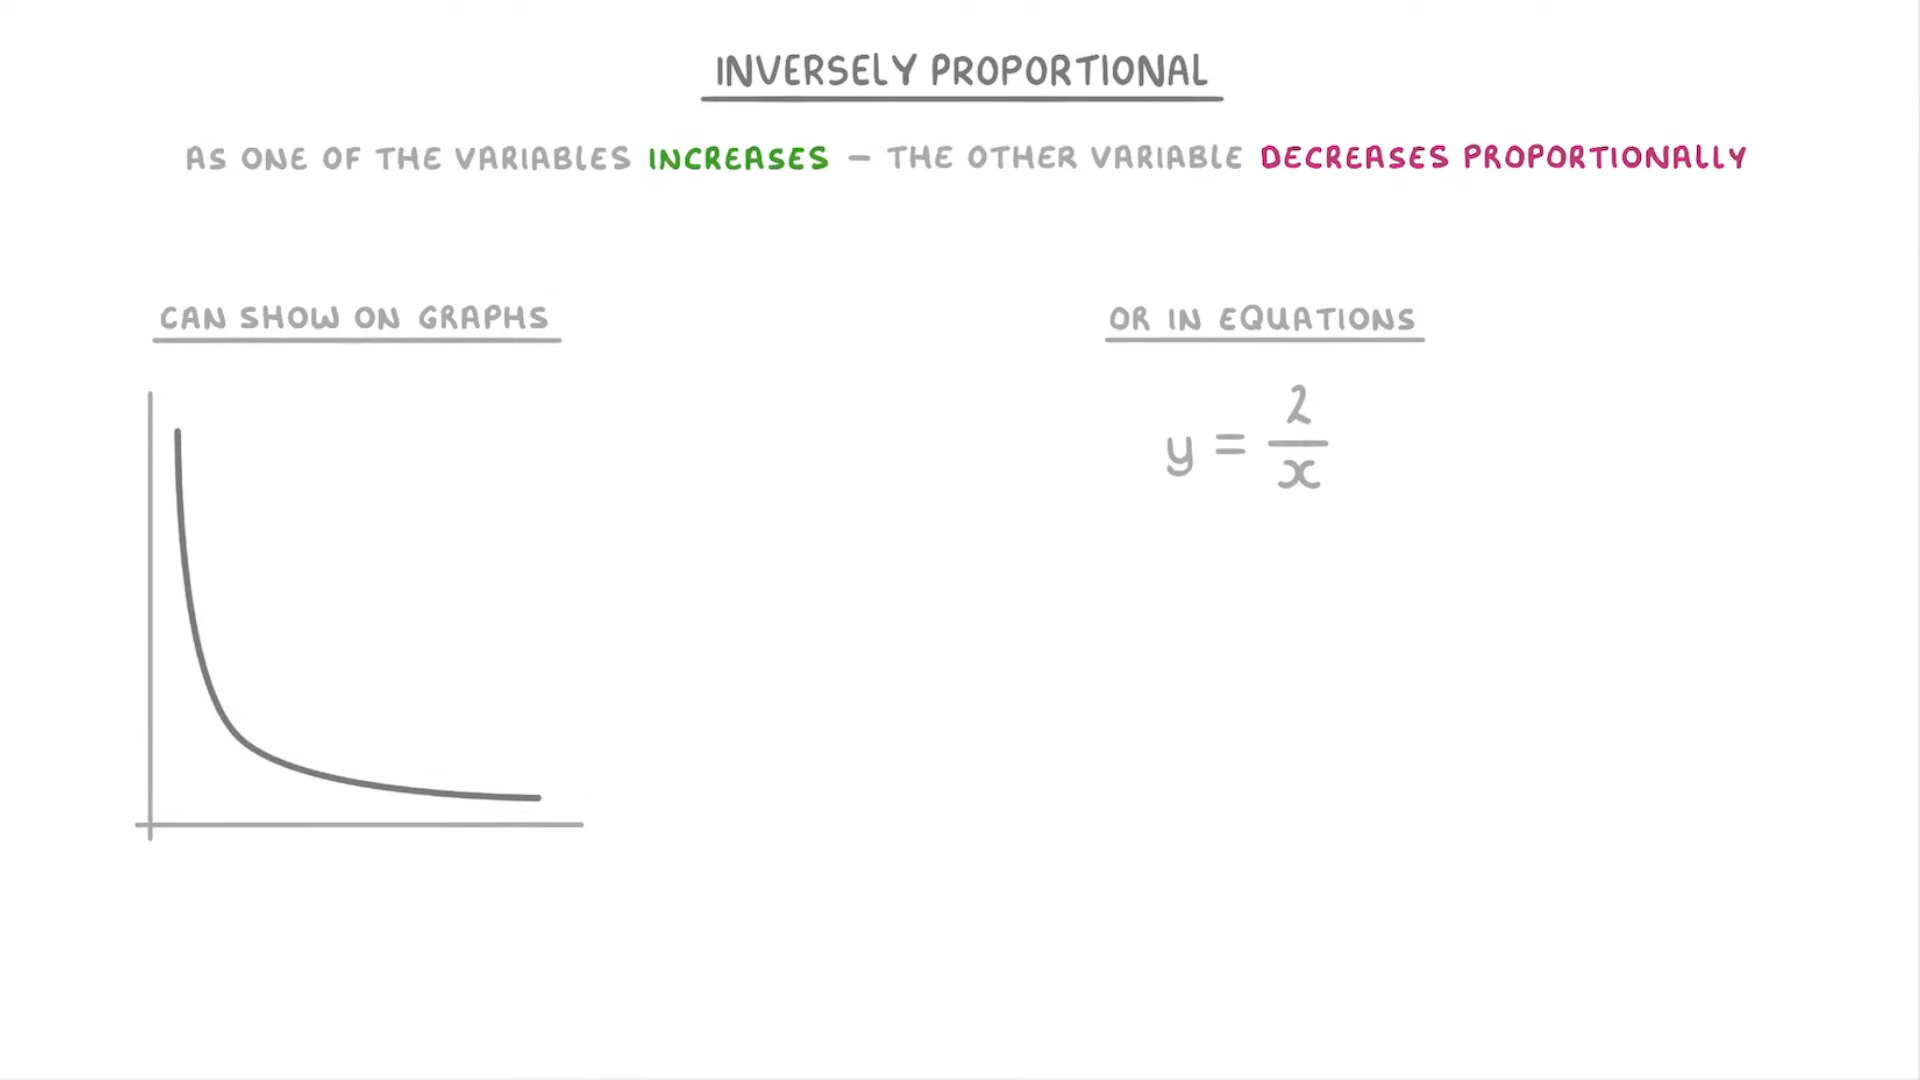 INVERSELY PROPORTIONAL
AS ONE OF THE VARIABLES INCREASES – THE OTHER VARIABLE DECREASES PROPORTIONALLY
CAN SHOW ON GRAPHS
OR IN EQUATIONS
y = 2/x